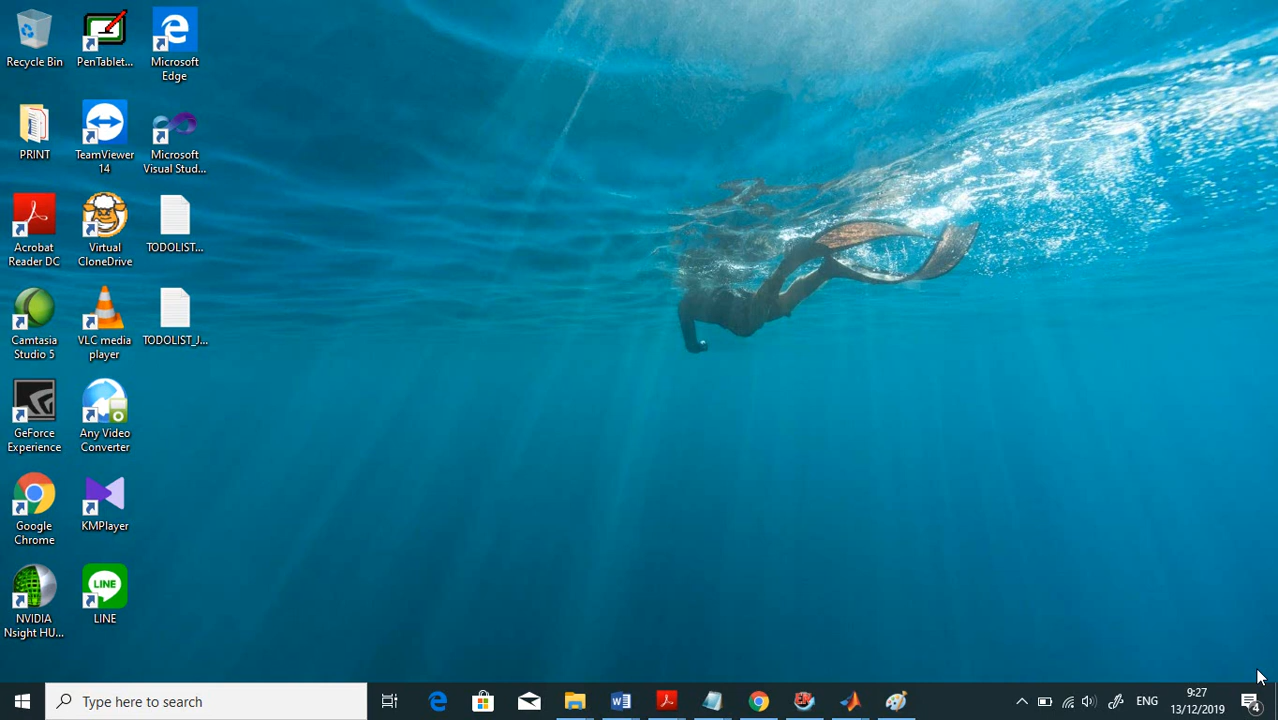 Recycle Bin
PenTablet...
Microsoft
Edge
PRINT
TeamViewer
14
Microsoft
Visual Stud...
Acrobat
Reader DC
Virtual
CloneDrive
TODOLIST...
Camtasia
Studio 5
VLC media
player
TODOLIST_J...
GeForce
Experience
Any Video
Converter
Google
Chrome
KMPlayer
NVIDIA
Nsight HU...
LINE
LINE
Type here to search
ENG
9:27
13/12/2019
4